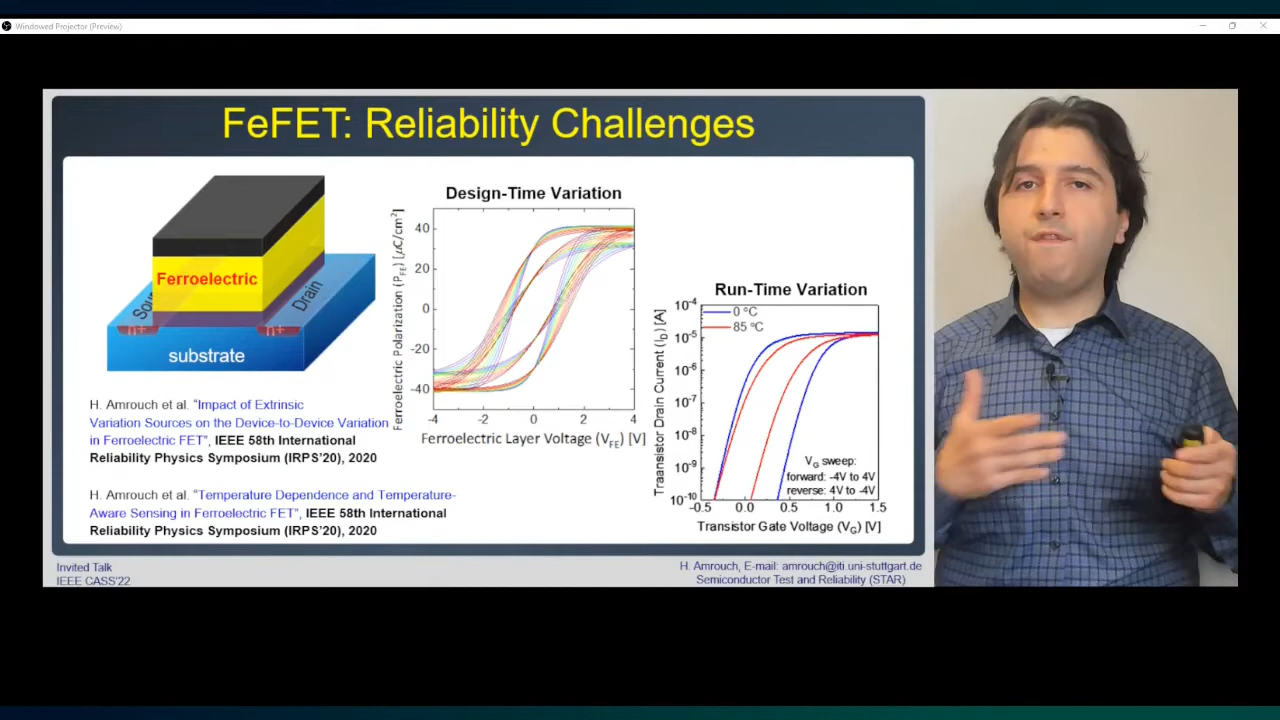 Windowed Projector (Preview)
FeFET: Reliability Challenges
Ferroelectric
Sou
Drain
n+
n+
substrate
H. Amrouch et al. “Impact of Extrinsic
Variation Sources on the Device-to-Device Variation
in Ferroelectric FET”, IEEE 58th International
Reliability Physics Symposium (IRPS’20), 2020
H. Amrouch et al. “Temperature Dependence and Temperature-
Aware Sensing in Ferroelectric FET”, IEEE 58th International
Reliability Physics Symposium (IRPS’20), 2020
Design-Time Variation
Ferroelectric Polarization (P_FE) [μC/cm²]
40
20
0
-20
-40
-4 -2 0 2 4
Ferroelectric Layer Voltage (V_FE) [V]
Run-Time Variation
Traansistor Drain Current (I_D) [A]
10⁻⁴
10⁻⁵
10⁻⁶
10⁻⁷
10⁻⁸
10⁻⁹
10⁻¹⁰
0 °C
85 °C
V_G sweep:
forward: -4V to 4V
reverse: 4V to -4V
-0.5 0.0 0.5 1.0 1.5
Transistor Gate Voltage (V_G) [V]
Invited Talk
IEEE CASS'22
H. Amrouch, E-mail: amrouch@iti.uni-stuttgart.de
Semiconductor Test and Reliability (STAR)